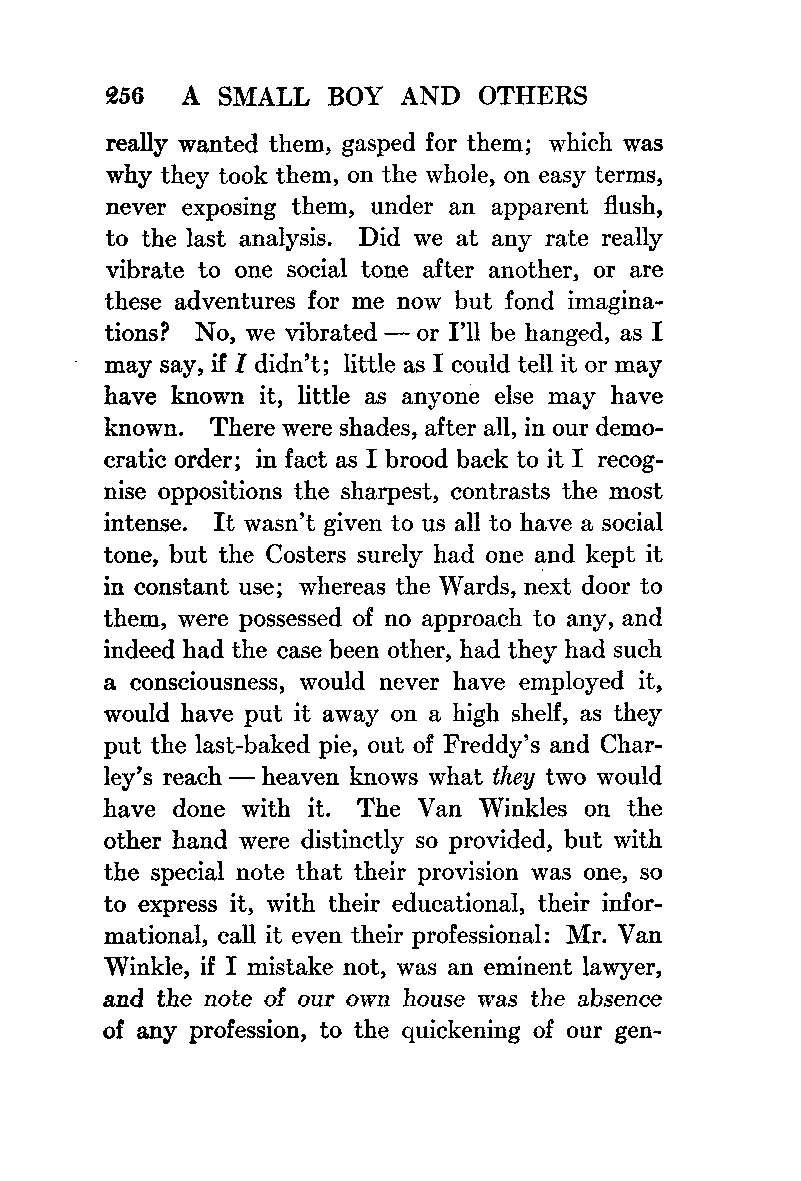 256 A SMALL BOY AND OTHERS
really wanted them, gasped for them; which was
why they took them, on the whole, on easy terms,
never exposing them, under an apparent flush,
to the last analysis. Did we at any rate really
vibrate to one social tone after another, or are
these adventures for me now but fond imagina-
tions? No, we vibrated — or I'll be hanged, as I
may say, if I didn't; little as I could tell it or may
have known it, little as anyone else may have
known. There were shades, after all, in our demo-
cratic order; in fact as I brood back to it I recog-
nise oppositions the sharpest, contrasts the most
intense. It wasn't given to us all to have a social
tone, but the Costers surely had one and kept it
in constant use; whereas the Wards, next door to
them, were possessed of no approach to any, and
indeed had the case been other, had they had such
a consciousness, would never have employed it,
would have put it away on a high shelf, as they
put the last-baked pie, out of Freddy's and Char-
ley's reach — heaven knows what they two would
have done with it. The Van Winkles on the
other hand were distinctly so provided, but with
the special note that their provision was one, so
to express it, with their educational, their infor-
mational, call it even their professional: Mr. Van
Winkle, if I mistake not, was an eminent lawyer,
and the note of our own house was the absence
of any profession, to the quickening of our gen-